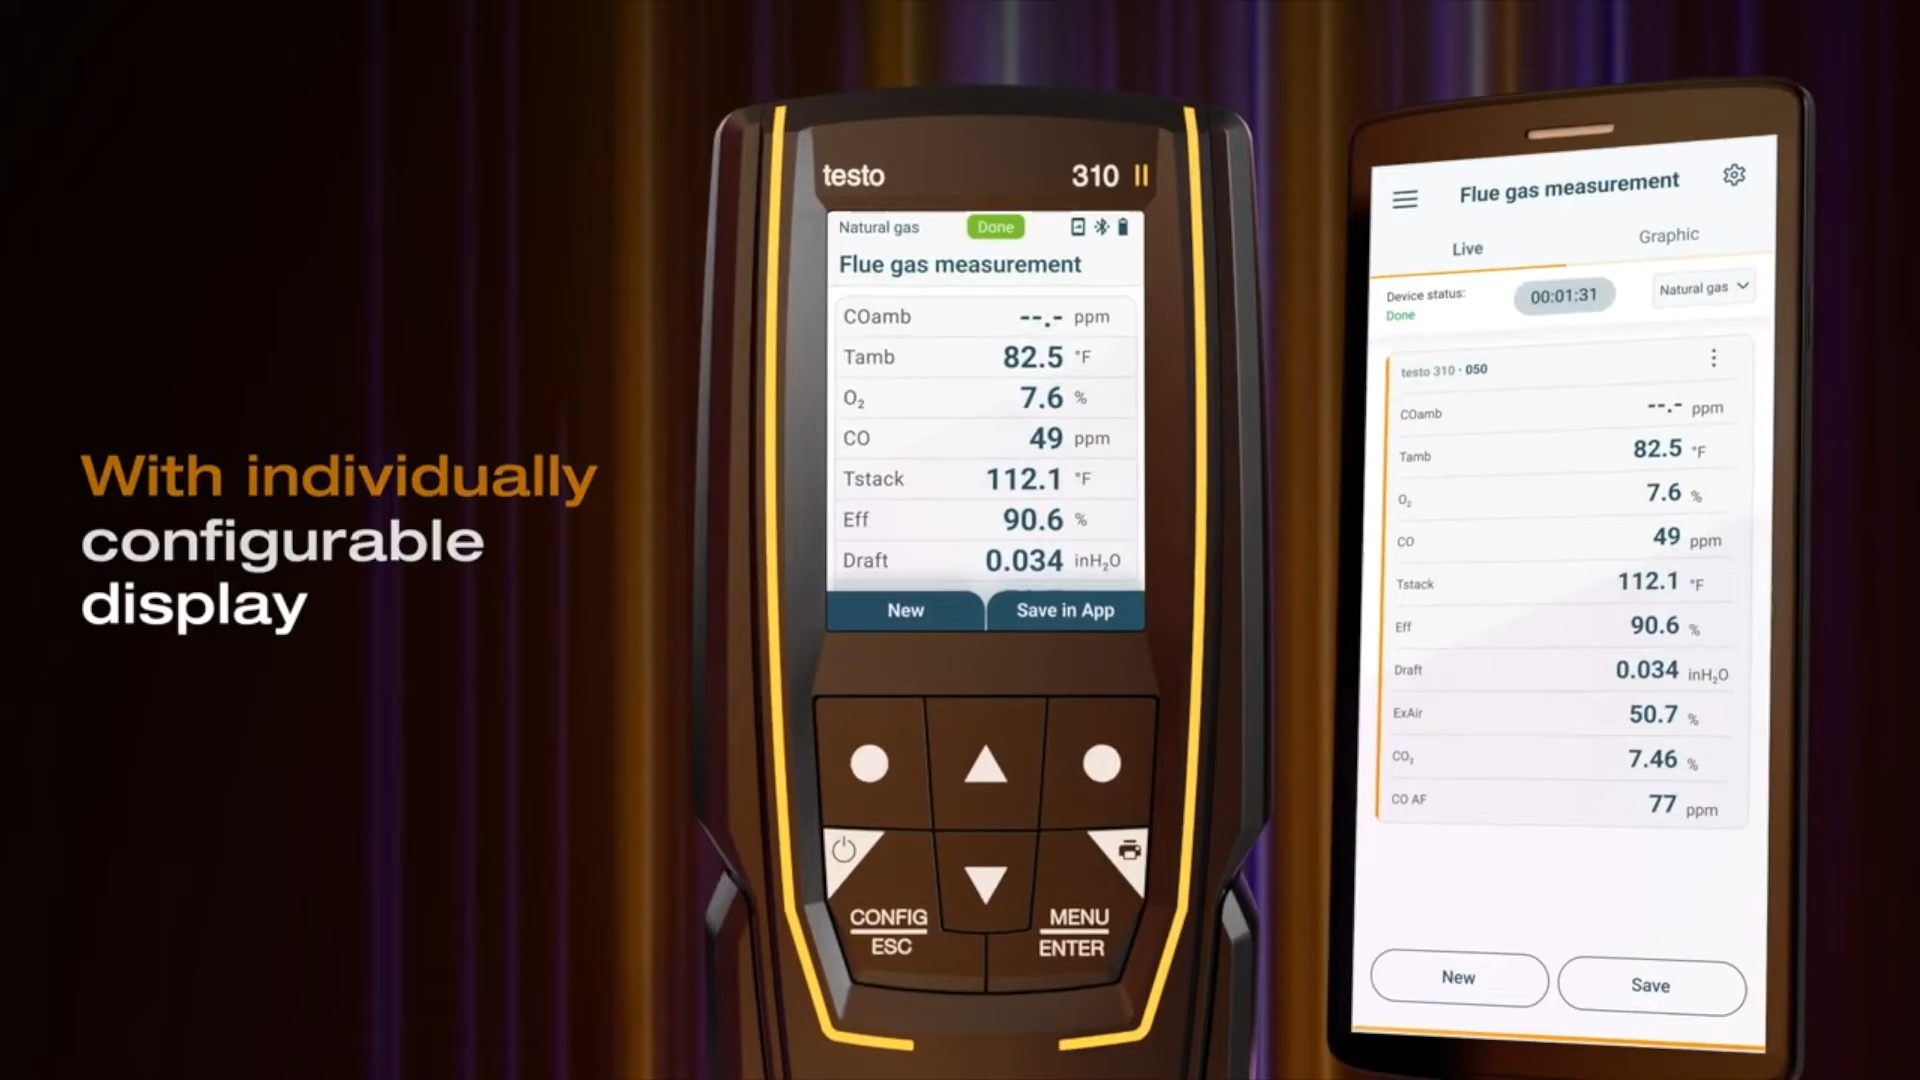 With individually
configurable
display
testo 310 II
Natural gas Done
Flue gas measurement
COamb --.- ppm
Tamb 82.5 °F
O₂ 7.6 %
CO 49 ppm
Tstack 112.1 °F
Eff 90.6 %
Draft 0.034 inH₂O
New Save in App
CONFIG
ESC
MENU
ENTER
Flue gas measurement
Live Graphic
Device status:
Done
00:01:31
Natural gas
testo 310 · 050
COamb --.- ppm
Tamb 82.5 °F
O₂ 7.6 %
CO 49 ppm
Tstack 112.1 °F
Eff 90.6 %
Draft 0.034 inH₂O
ExAir 50.7 %
CO₂ 7.46 %
CO AF 77 ppm
New Save